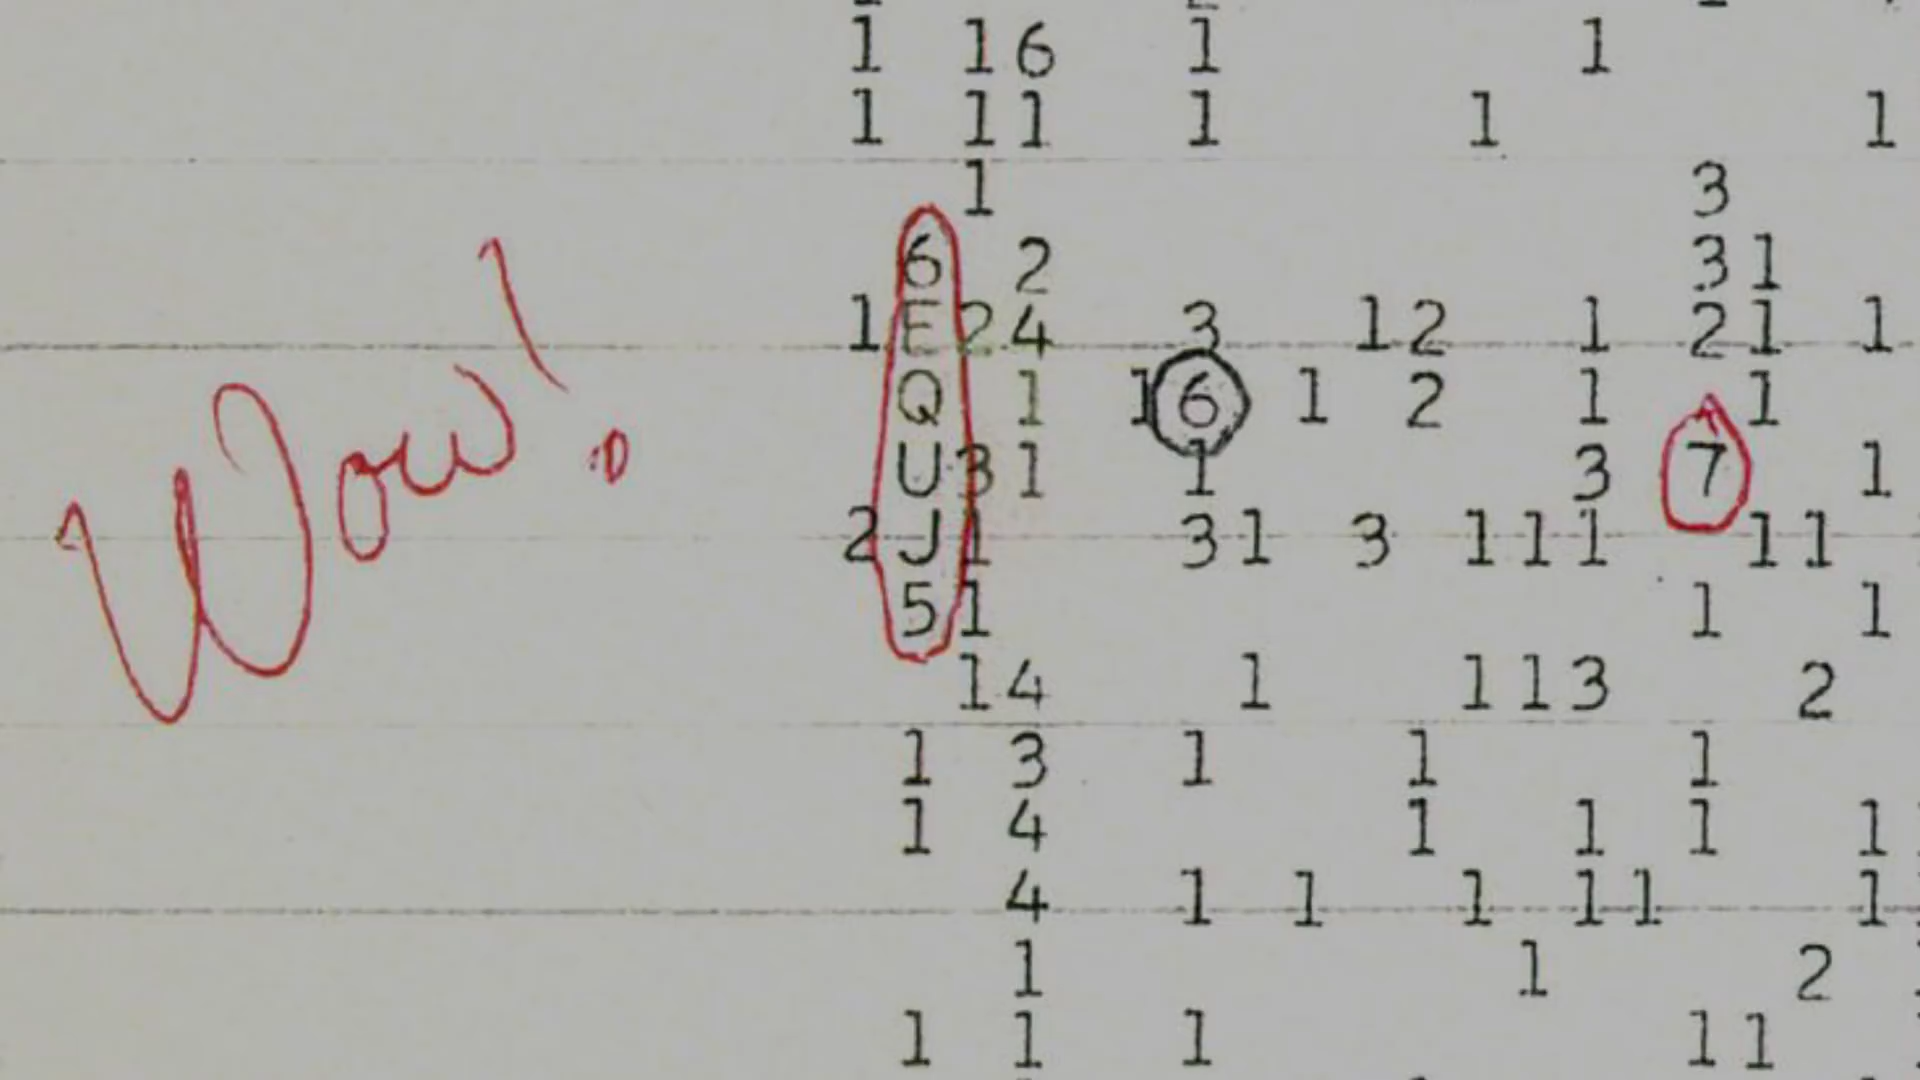 1 16 1 1
1 11 1 1 1
1 3
6 2 31
1E24 3 12 1 21 1
Q 1 16 1 2 1 1
U31 1 3 7 1
2J1 31 3 111 11
51 1 1
14 1 113 2
1 3 1 1 1
1 4 1 1 1 1
4 1 1 1 11 1
1 1 2
1 1 1 11
Wow!